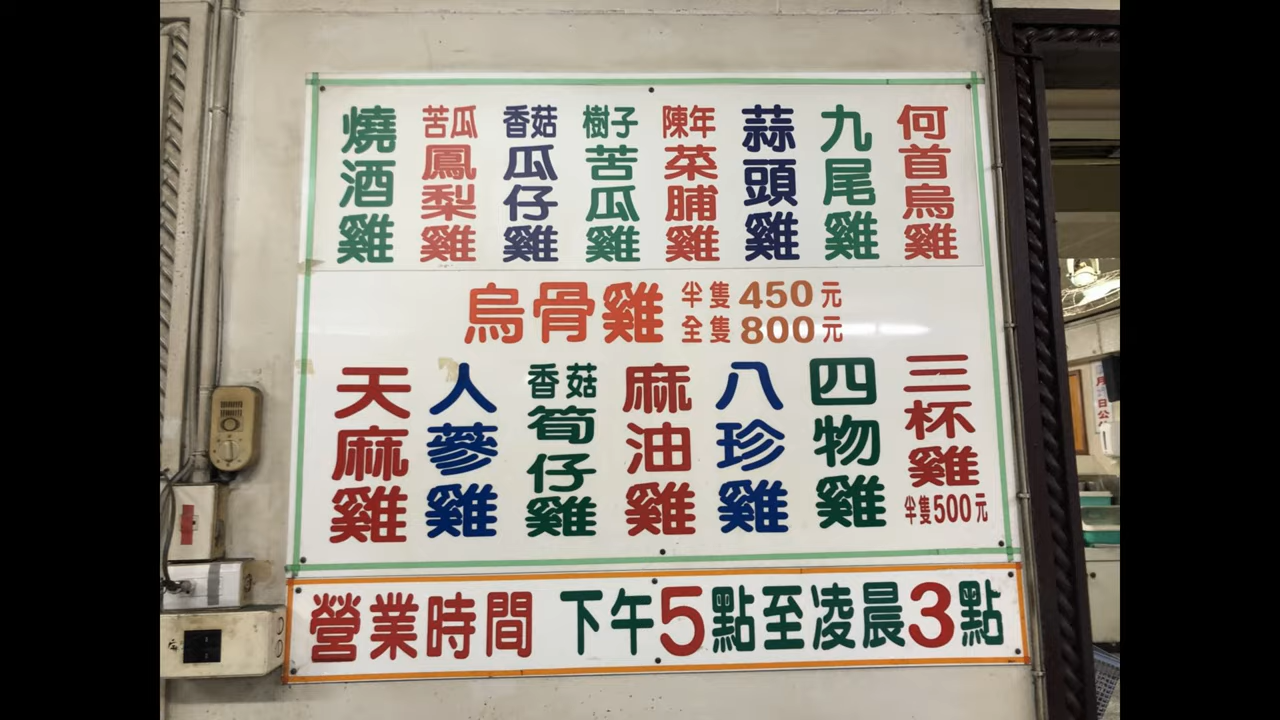 何首烏雞
九尾雞
蒜頭雞
陳年菜脯雞
樹子苦瓜雞
香菇瓜仔雞
苦瓜鳳梨雞
燒酒雞
烏骨雞
半隻450元
全隻800元
三杯雞
半隻500元
四物雞
八珍雞
麻油雞
香菇筍仔雞
人蔘雞
天麻雞
營業時間 下午5點至凌晨3點